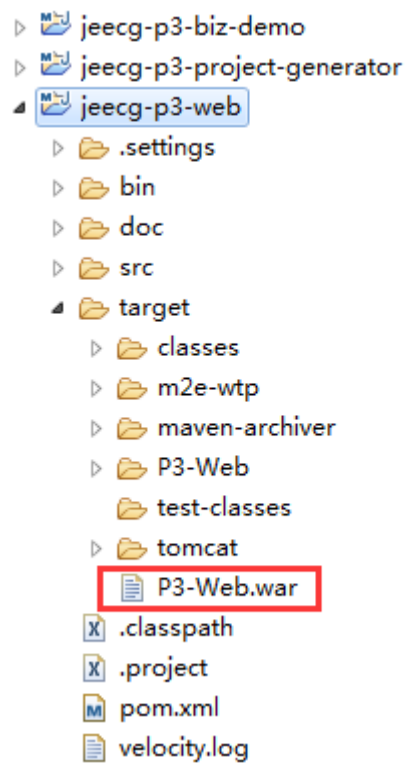 jeecg-p3-biz-demo
jeecg-p3-project-generator
jeecg-p3-web
.settings
bin
doc
src
target
classes
m2e-wtp
maven-archiver
P3-Web
test-classes
tomcat
P3-Web.war
.classpath
.project
pom.xml
velocity.log